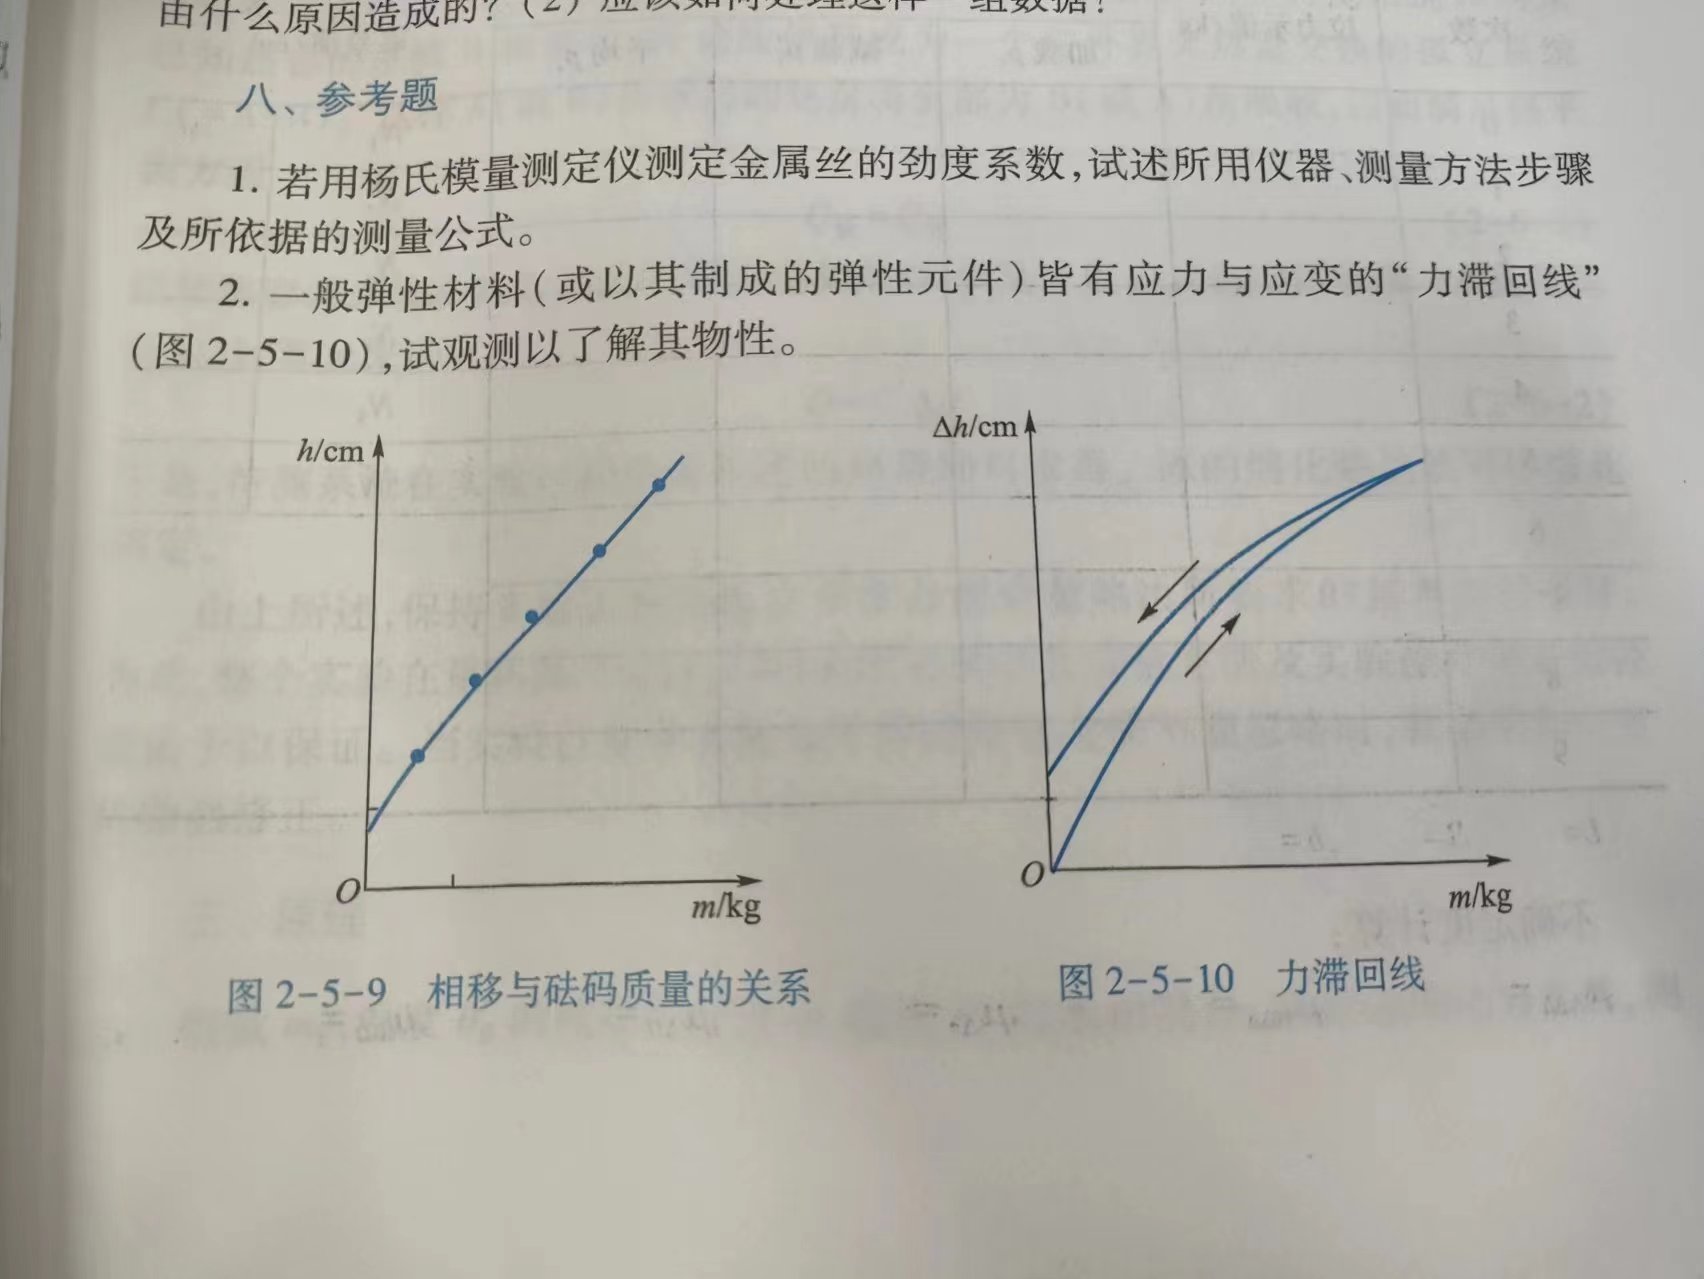 由什么原因造成的?(2)应该如何处理这样一组数据?
八、参考题
1. 若用杨氏模量测定仪测定金属丝的劲度系数,试述所用仪器、测量方法步骤
及所依据的测量公式。
2. 一般弹性材料(或以其制成的弹性元件)皆有应力与应变的“力滞回线”
(图2-5-10),试观测以了解其物性。
h/cm
O
m/kg
图2-5-9 相移与砝码质量的关系
Δh/cm
O
m/kg
图2-5-10 力滞回线